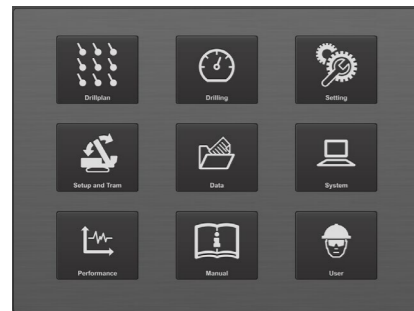 Drillplan
Drilling
Setting
Setup and Tram
Data
System
Performance
Manual
User